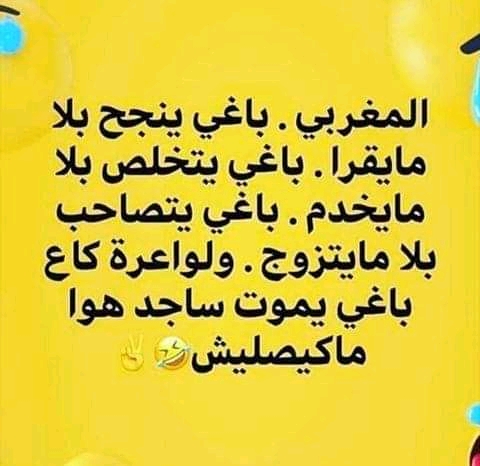 المغربي . باغي ينجح بلا
مايقرا . باغي يتخلص بلا
مايخدم . باغي يتصاحب
بلا مايتزوج . ولواعرة كاع
باغي يموت ساجد هوا
ماكيصليش🤣✌